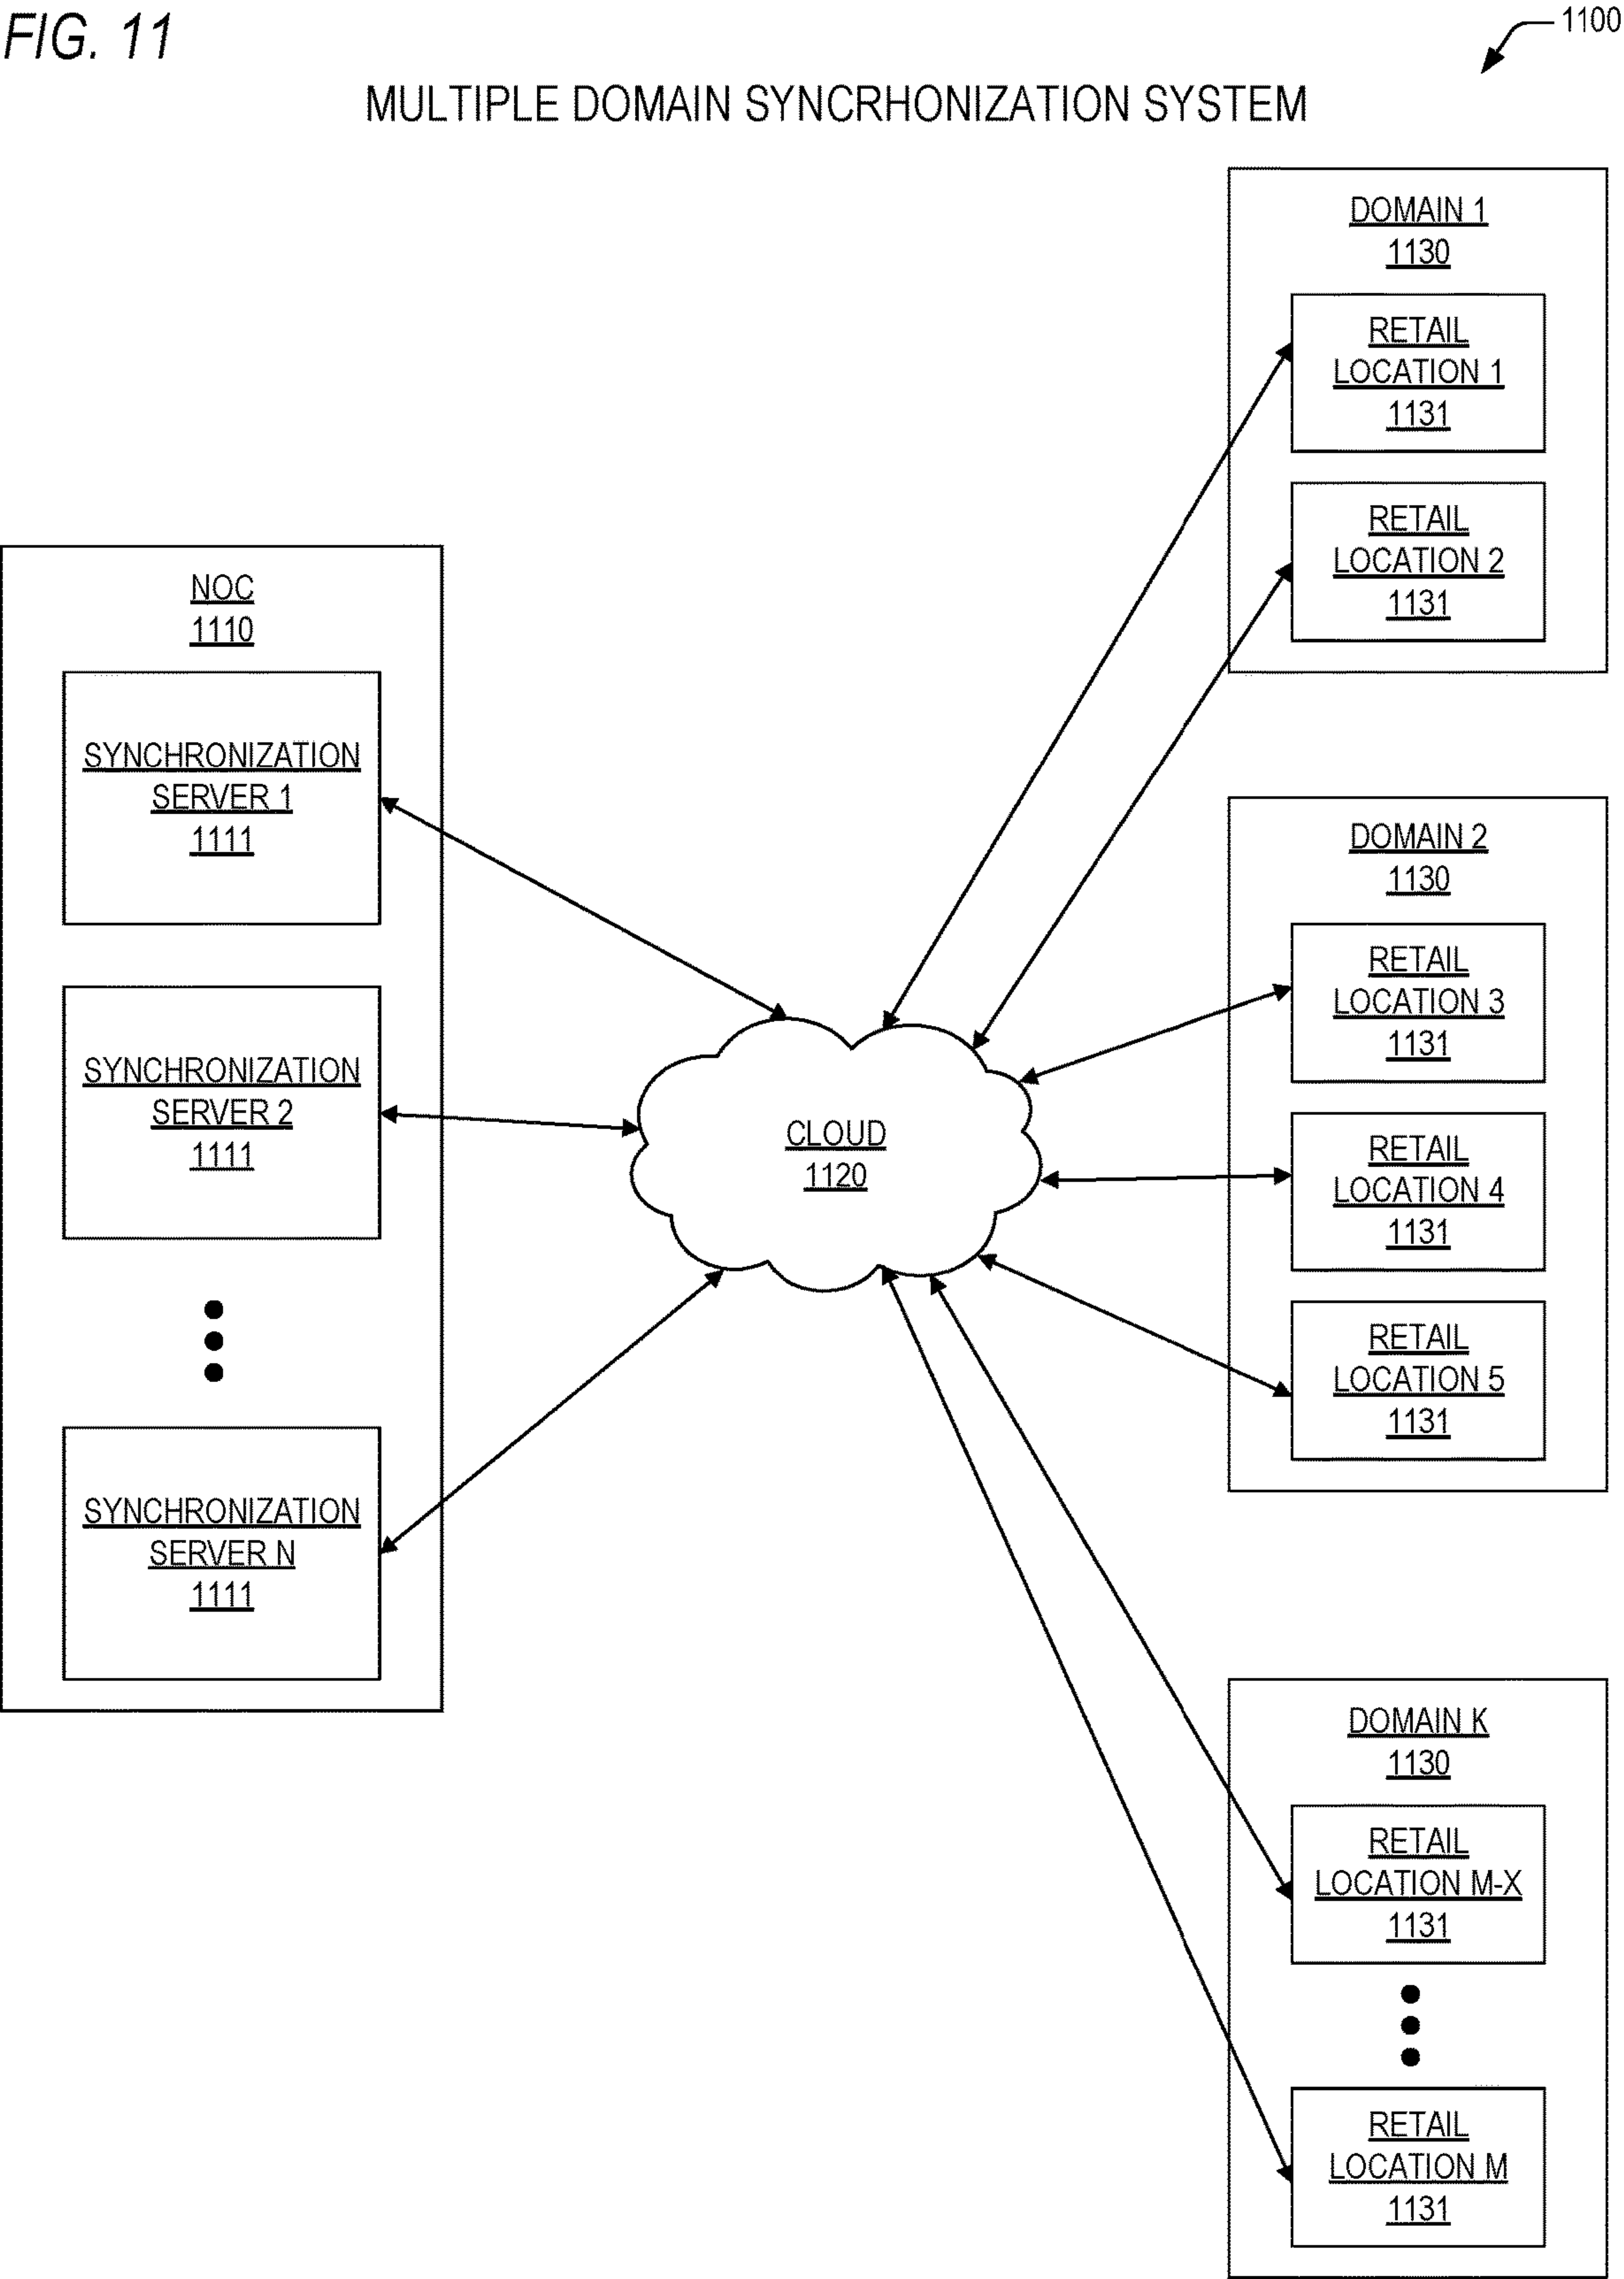 FIG. 11
1100
MULTIPLE DOMAIN SYNCRHONIZATION SYSTEM
NOC
1110
SYNCHRONIZATION
SERVER 1
1111
SYNCHRONIZATION
SERVER 2
1111
SYNCHRONIZATION
SERVER N
1111
CLOUD
1120
DOMAIN 1
1130
RETAIL
LOCATION 1
1131
RETAIL
LOCATION 2
1131
DOMAIN 2
1130
RETAIL
LOCATION 3
1131
RETAIL
LOCATION 4
1131
RETAIL
LOCATION 5
1131
DOMAIN K
1130
RETAIL
LOCATION M-X
1131
RETAIL
LOCATION M
1131